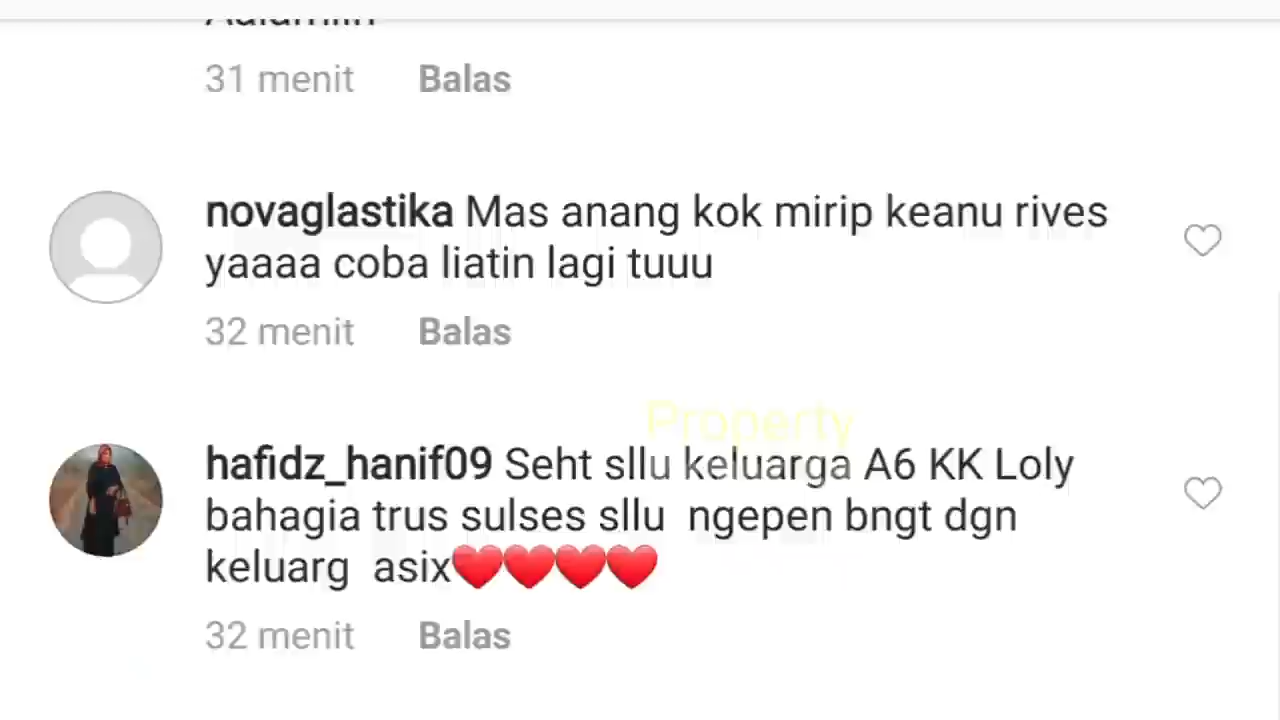 31 menit Balas
novaglastika Mas anang kok mirip keanu rives
yaaaa coba liatin lagi tuuu
32 menit Balas
Property
hafidz_hanif09 Seht sllu keluarga A6 KK Loly
bahagia trus sulses sllu ngepen bngt dgn
keluarg asix❤️❤️❤️❤️
32 menit Balas